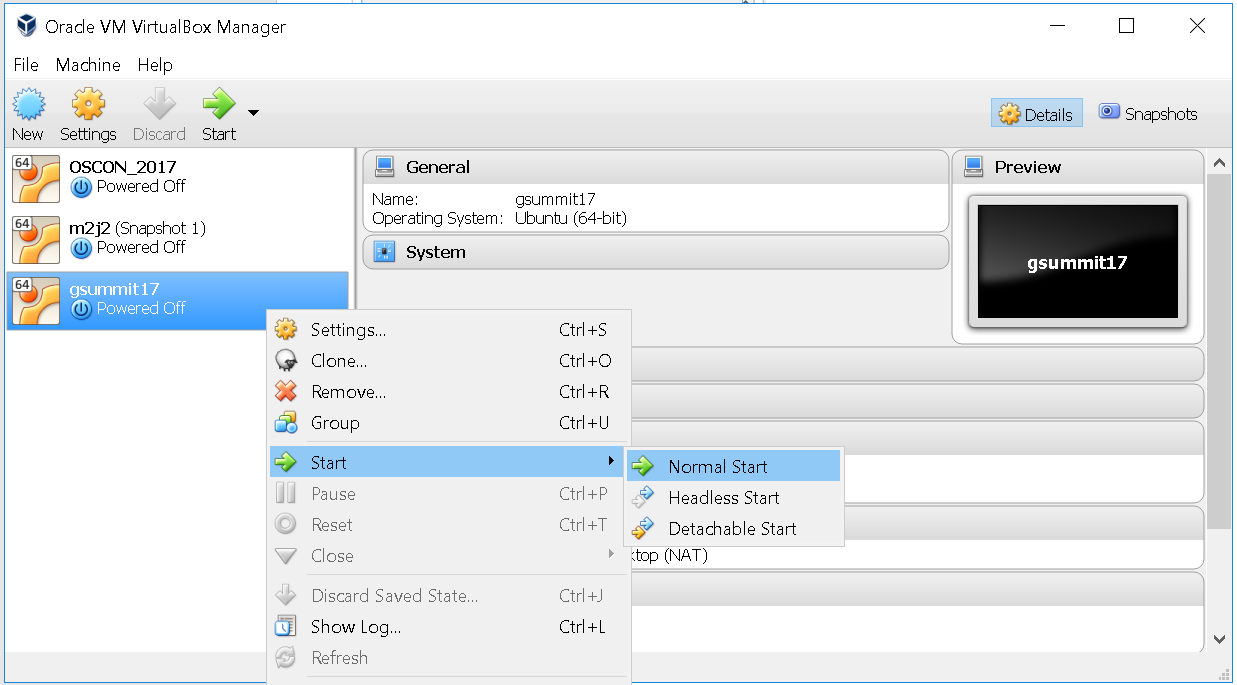 Oracle VM VirtualBox Manager
File Machine Help
New Settings Discard Start Details Snapshots
64 OSCON_2017
Powered Off
64 m2j2 (Snapshot 1)
Powered Off
64 gsummit17
Powered Off
General
Name: gsummit17
Operating System: Ubuntu (64-bit)
System
Preview
gsummit17
Settings... Ctrl+S
Clone... Ctrl+O
Remove... Ctrl+R
Group Ctrl+U
Start
Pause Ctrl+P
Reset Ctrl+T
Close
Discard Saved State... Ctrl+J
Show Log... Ctrl+L
Refresh
Normal Start
Headless Start
Detachable Start
ktop (NAT)